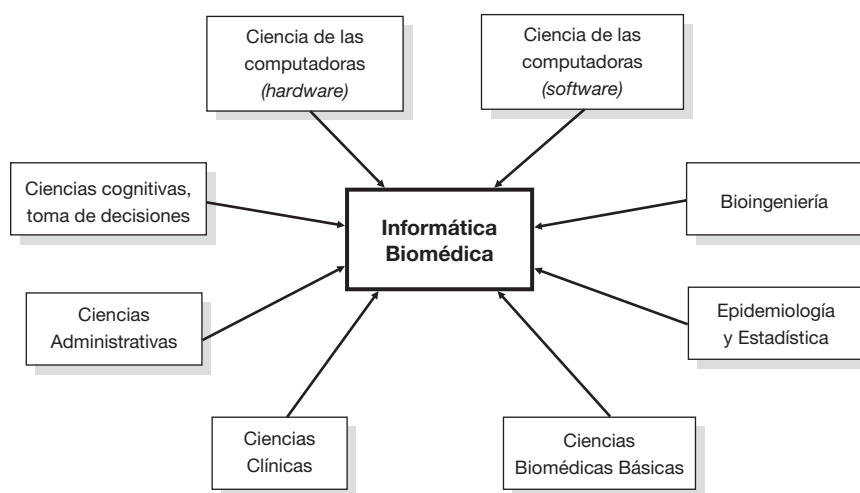 Ciencia de las
computadoras
(hardware)
Ciencia de las
computadoras
(software)
Ciencias cognitivas,
toma de decisiones
Informática
Biomédica
Bioingeniería
Ciencias
Administrativas
Epidemiología
y Estadística
Ciencias
Clínicas
Ciencias
Biomédicas Básicas